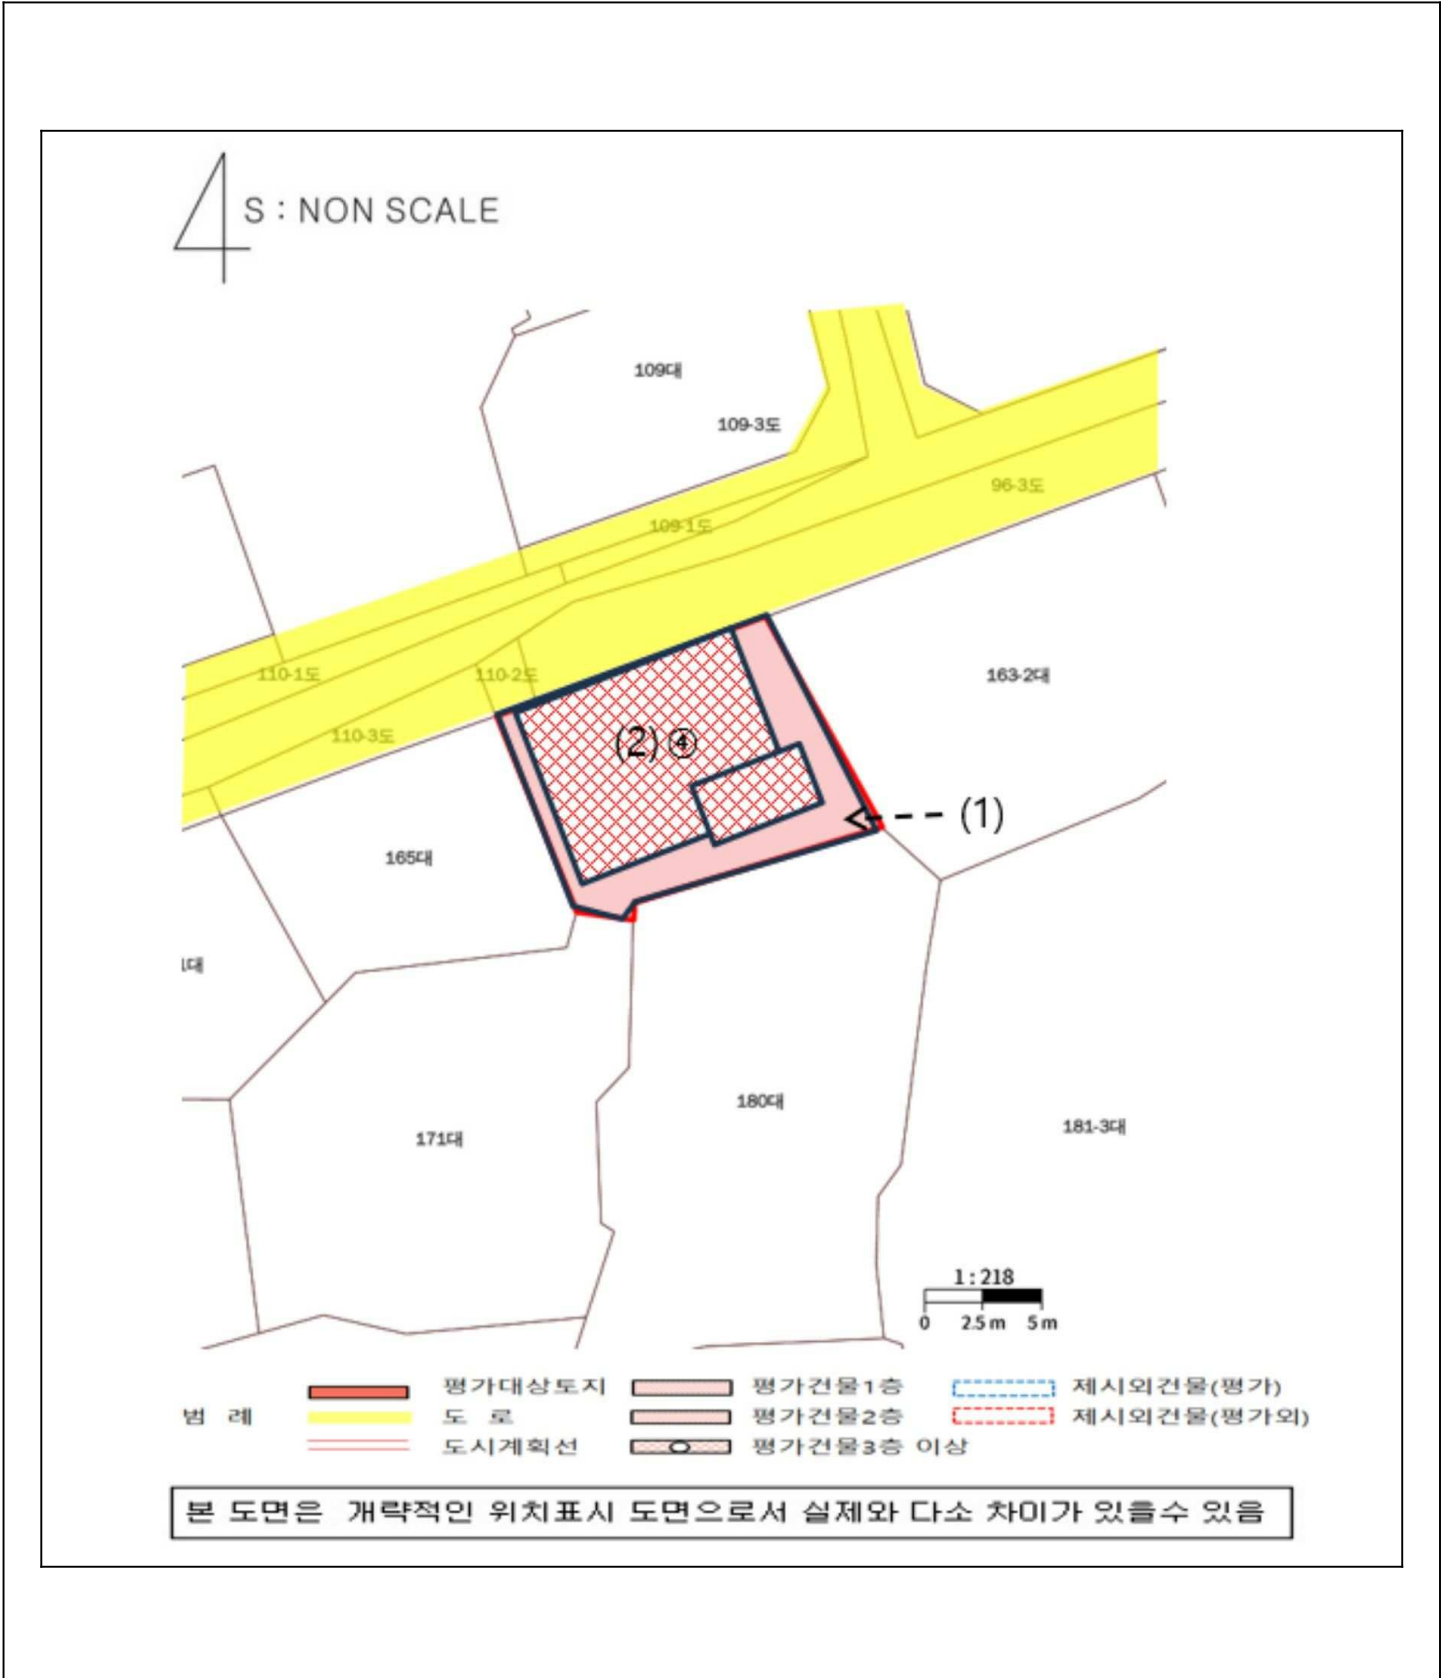 S : NON SCALE
109대
109-3도
96-3도
109-1도
110-1도
110-2도
163-2대
110-3도
(2) ④
(1)
165대
1대
180대
171대
181-3대
1 : 218
0 2.5 m 5 m
범 례
평가대상토지 평가건물1층 제시외건물(평가)
도 로 평가건물2층 제시외건물(평가외)
도시계획선 평가건물3층 이상
본 도면은 개략적인 위치표시 도면으로서 실제와 다소 차이가 있을수 있음